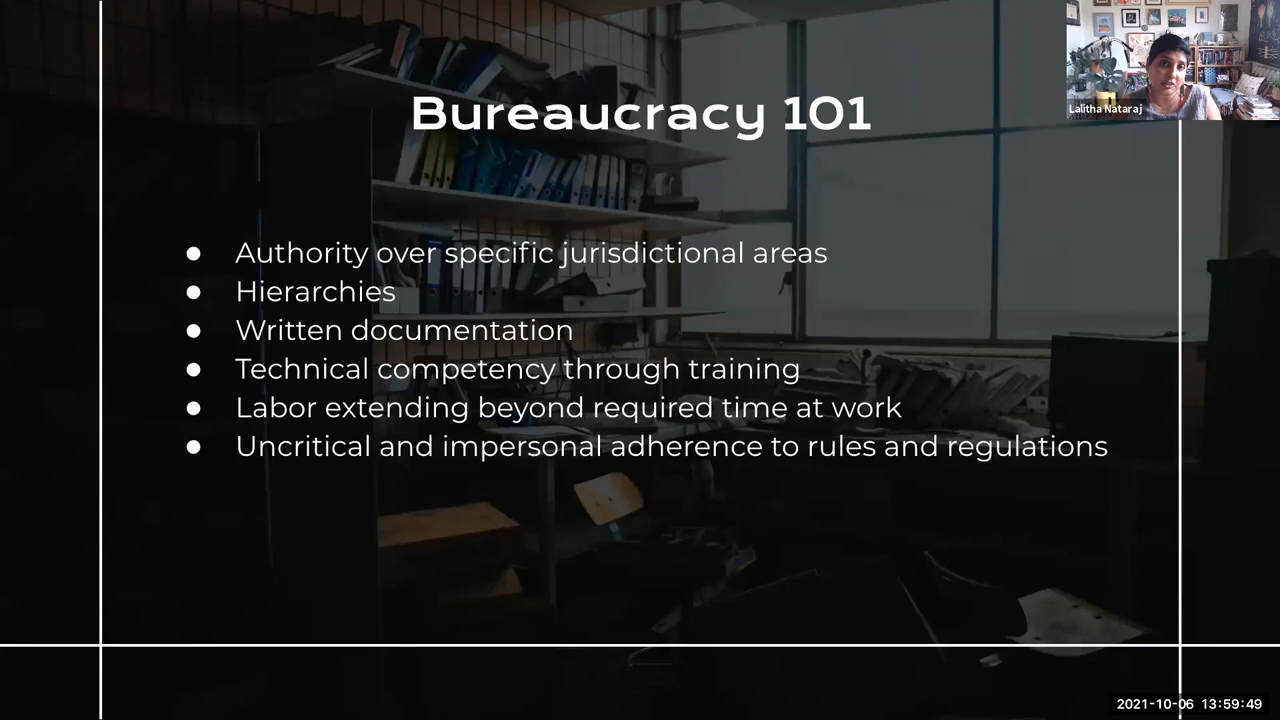 Bureaucracy 101
Lalitha Nataraj
● Authority over specific jurisdictional areas
● Hierarchies
● Written documentation
● Technical competency through training
● Labor extending beyond required time at work
● Uncritical and impersonal adherence to rules and regulations
2021-10-06 13:59:49